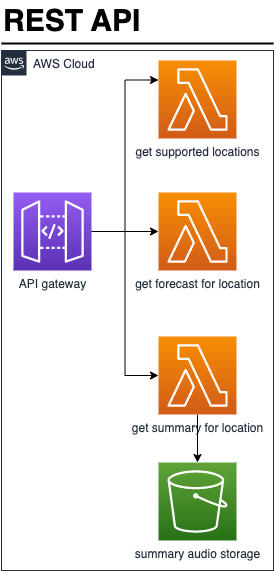 REST API
aws
AWS Cloud
get supported locations
API gateway
</>
get forecast for location
get summary for location
summary audio storage